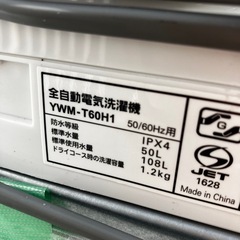 全自動電気洗濯機
YWM-T60H1 50/60Hz用
防水等級 IPX4
標準水量 50L
標準水量 108L
ドライコース時の洗濯容量 1.2kg
JET
1628
Made in China